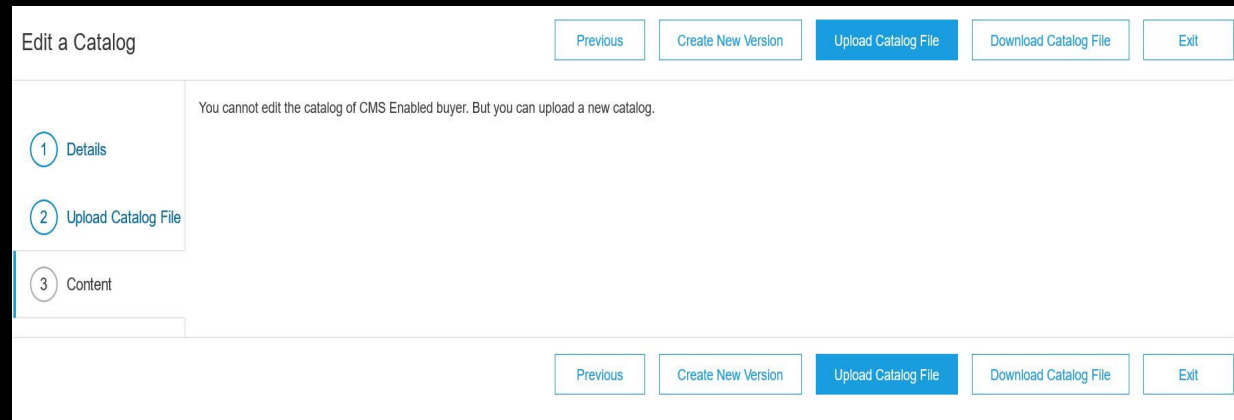 Edit a Catalog
Previous Create New Version Upload Catalog File Download Catalog File Exit
You cannot edit the catalog of CMS Enabled buyer. But you can upload a new catalog.
1 Details
2 Upload Catalog File
3 Content
Previous Create New Version Upload Catalog File Download Catalog File Exit